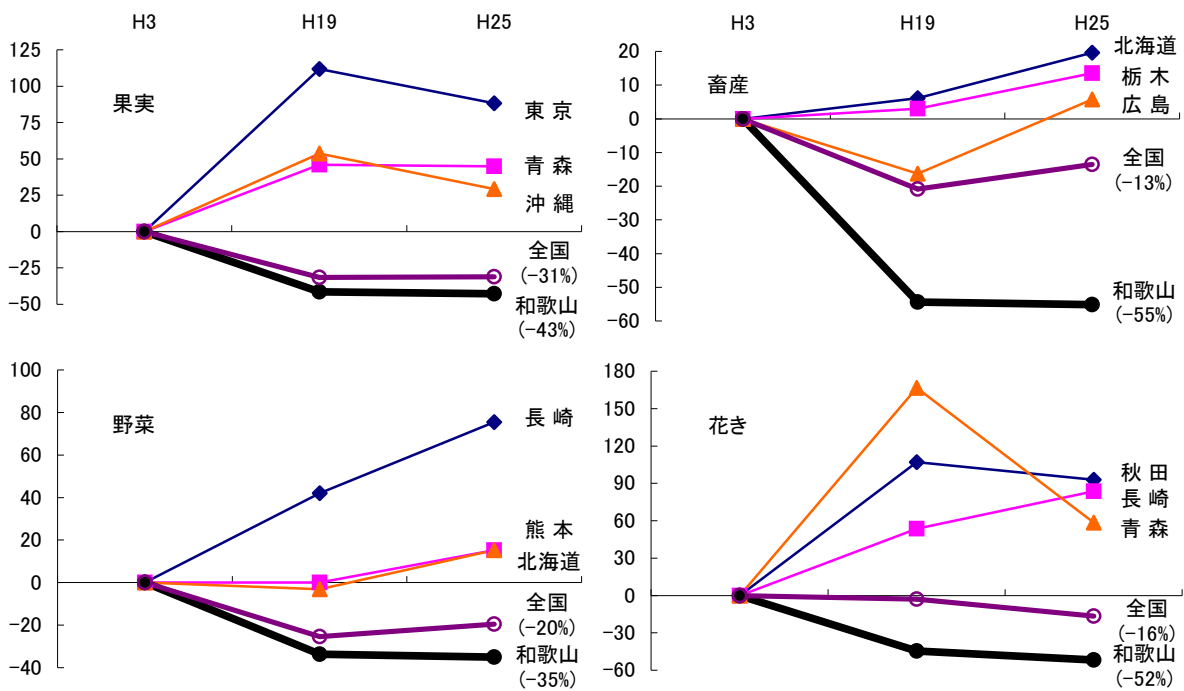 H3 H19 H25
125
100
75
50
25
0
−25
−50
果実
東 京
青 森
沖 縄
全国
(−31%)
和歌山
(−43%)
H3 H19 H25
20
10
0
−10
−20
−30
−40
−50
−60
畜産
北海道
栃 木
広 島
全国
(−13%)
和歌山
(−55%)
100
80
60
40
20
0
−20
−40
野菜
長 崎
熊 本
北海道
全国
(−20%)
和歌山
(−35%)
180
150
120
90
60
30
0
−30
−60
花き
秋 田
長 崎
青 森
全国
(−16%)
和歌山
(−52%)